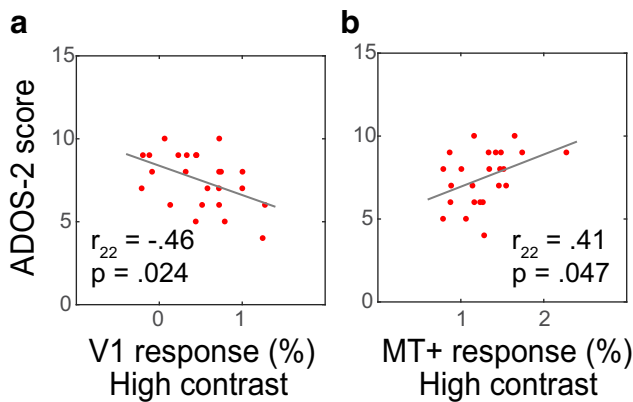 a
15
10
5
0
ADOS-2 score
r22 = -.46
p = .024
0 1
V1 response (%)
High contrast
b
15
10
5
0
r22 = .41
p = .047
1 2
MT+ response (%)
High contrast